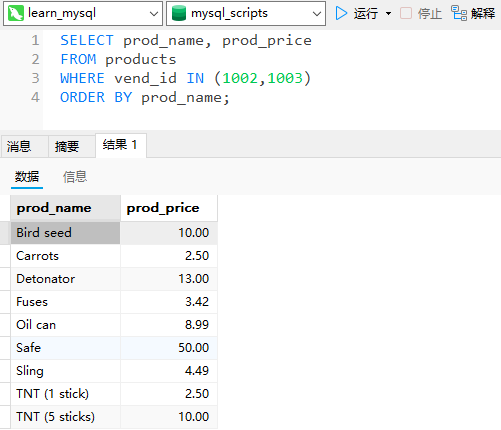 learn_mysql mysql_scripts 运行 停止 解释
1 SELECT prod_name, prod_price
2 FROM products
3 WHERE vend_id IN (1002,1003)
4 ORDER BY prod_name;
消息 摘要 结果 1
数据 信息
prod_name prod_price
Bird seed 10.00
Carrots 2.50
Detonator 13.00
Fuses 3.42
Oil can 8.99
Safe 50.00
Sling 4.49
TNT (1 stick) 2.50
TNT (5 sticks) 10.00